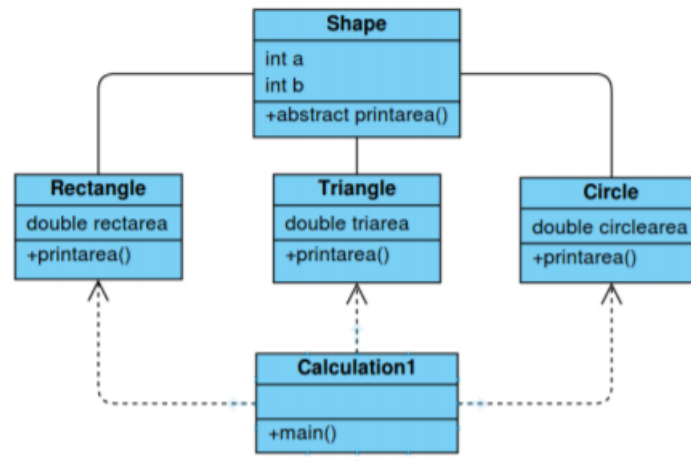 Shape
int a
int b
+abstract printarea()
Rectangle
double rectarea
+printarea()
Triangle
double triarea
+printarea()
Circle
double circlearea
+printarea()
Calculation1
+main()